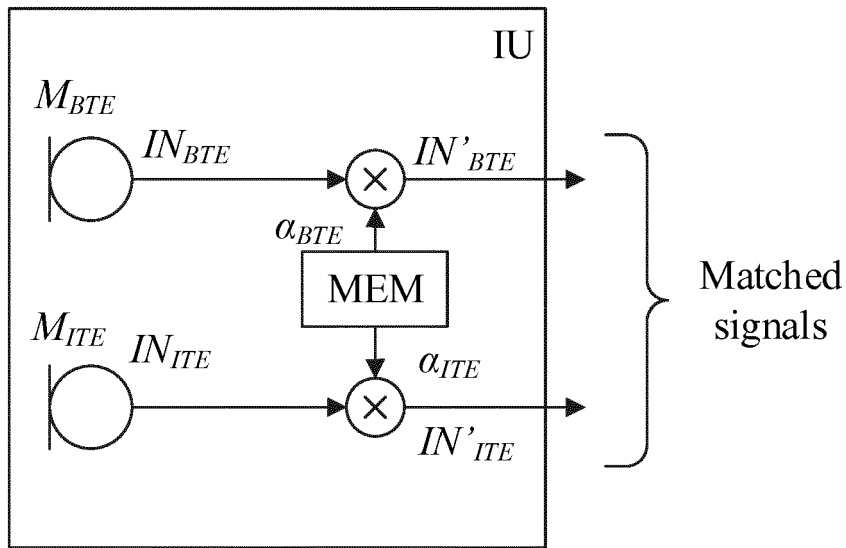 IU
M_BTE
IN_BTE
×
IN’_BTE
α_BTE
MEM
Matched
signals
M_ITE
IN_ITE
α_ITE
×
IN’_ITE